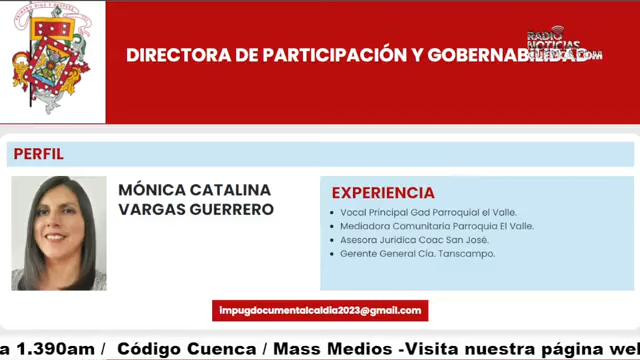 DIRECTORA DE PARTICIPACIÓN Y GOBERNABILIDAD
RADIO
NOTICIAS
PERFIL
MÓNICA CATALINA
VARGAS GUERRERO
EXPERIENCIA
Vocal Principal Gad Parroquial el Valle.
Mediadora Comunitaria Parroquia El Valle.
Asesora Juridica Coac San José.
Gerente General Cía. Tanscampo.
impugdocumentalcaldia2023@gmail.com
a 1.390am / Código Cuenca / Mass Medios -Visita nuestra página wel